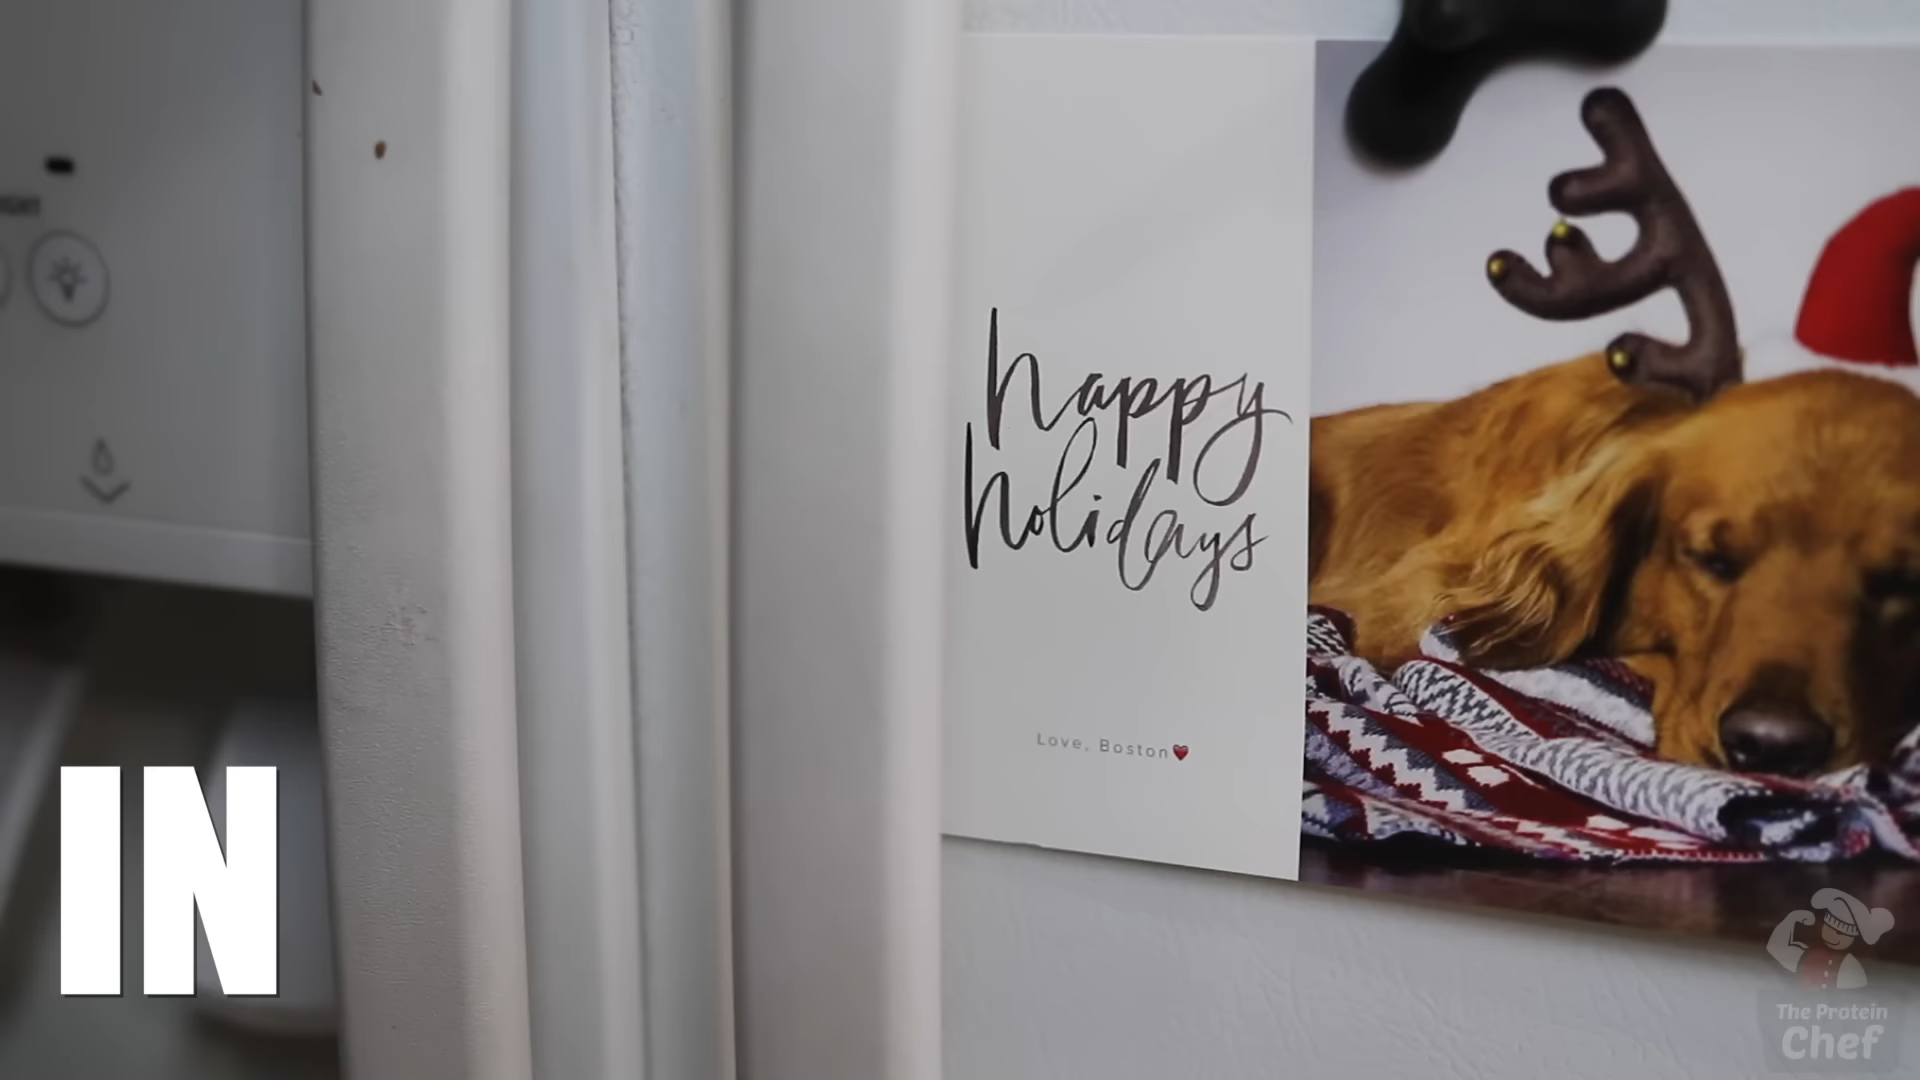 happy
holidays
Love, Boston❤️
IN
The Protein
Chef